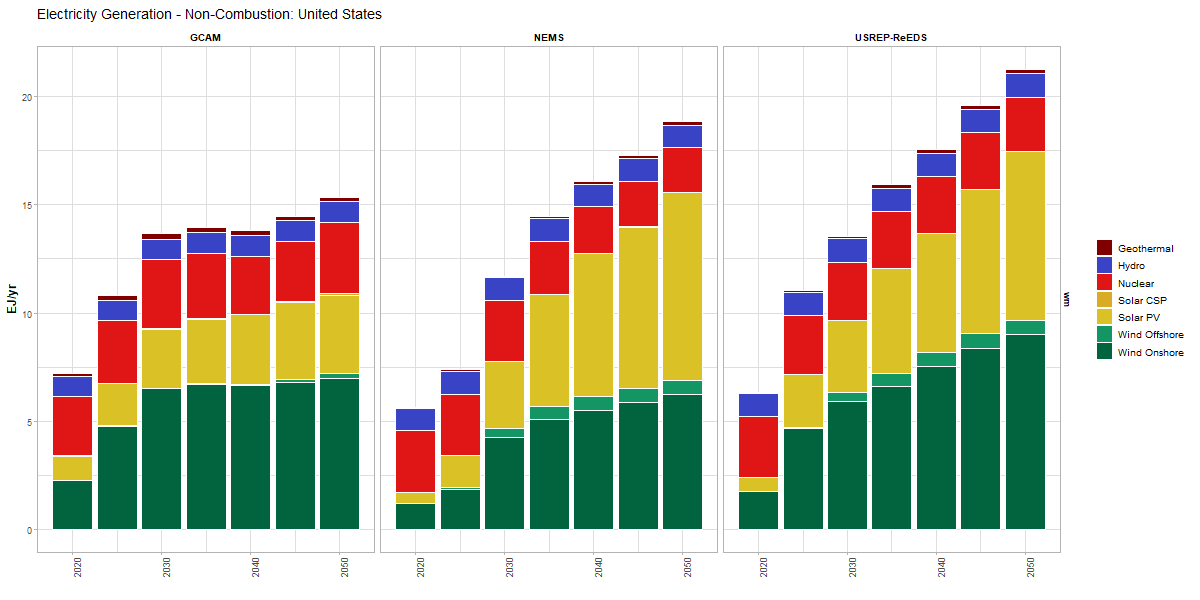 Electricity Generation - Non-Combustion: United States
GCAM
NEMS
USREP-ReEDS
EJ/yr
20
15
10
5
0
2020
2030
2040
2050
2020
2030
2040
2050
2020
2030
2040
2050
wm
Geothermal
Hydro
Nuclear
Solar CSP
Solar PV
Wind Offshore
Wind Onshore